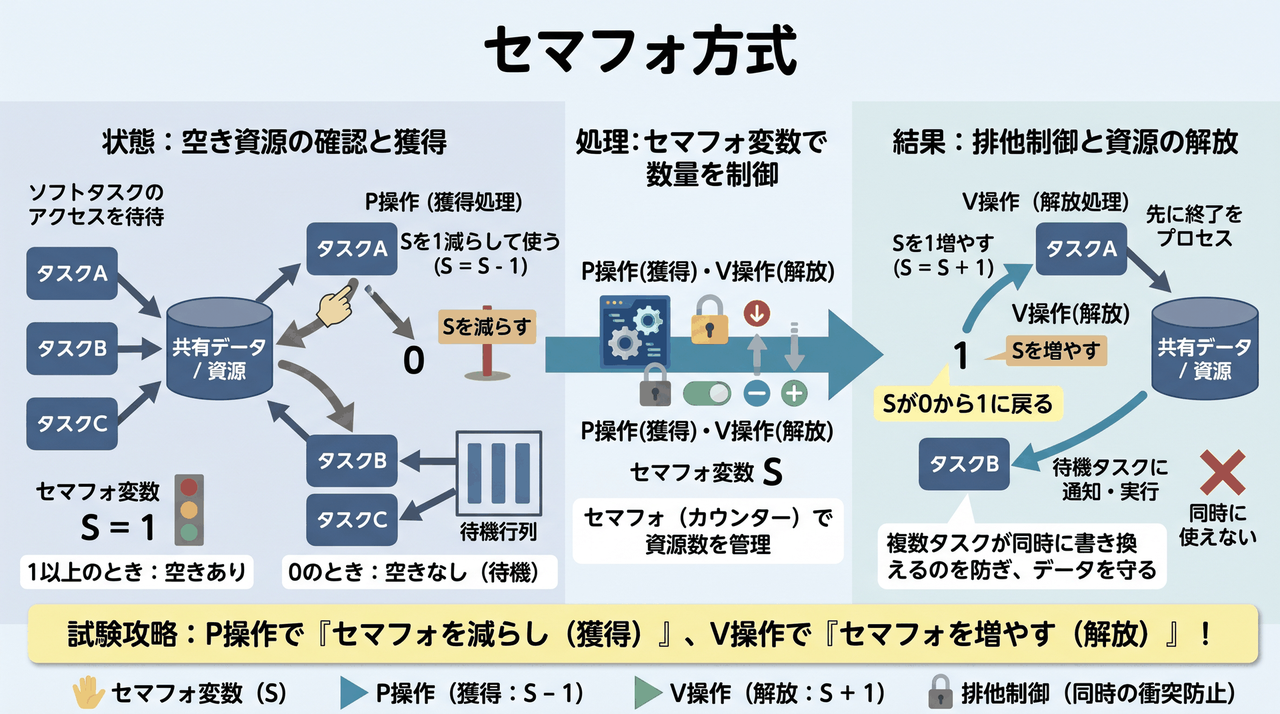 セマフォ方式
状態：空き資源の確認と獲得
ソフトタスクの
アクセスを待待
タスクA
タスクB
タスクC
共有データ
/ 資源
P操作 (獲得処理)
タスクA
Sを1減らして使う
(S = S - 1)
0
Sを減らす
タスクB
タスクC
待機行列
セマフォ変数
S = 1
1以上のとき：空きあり
0のとき：空きなし（待機）
処理：セマフォ変数で
数量を制御
P操作(獲得)・V操作(解放)
P操作(獲得)・V操作(解放)
セマフォ変数 S
セマフォ（カウンター）で
資源数を管理
結果：排他制御と資源の解放
V操作（解放処理）
Sを1増やす
(S = S + 1)
タスクA
先に終了を
プロセス
V操作(解放)
1
Sを増やす
Sが0から1に戻る
共有データ
/ 資源
タスクB
待機タスクに
通知・実行
同時に
使えない
複数タスクが同時に書き換
えるのを防ぎ、データを守る
試験攻略：P操作で『セマフォを減らし（獲得）』、V操作で『セマフォを増やす（解放）』！
セマフォ変数（S）
P操作（獲得：S – 1）
V操作（解放：S + 1）
排他制御（同時の衝突防止）